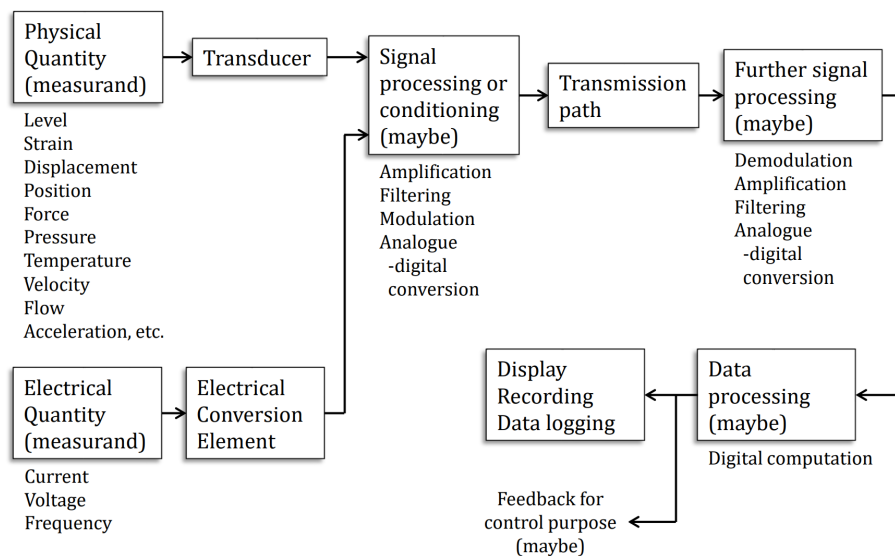 Physical
Quantity
(measurand)
Level
Strain
Displacement
Position
Force
Pressure
Temperature
Velocity
Flow
Acceleration, etc.
Transducer
Signal
processing or
conditioning
(maybe)
Amplification
Filtering
Modulation
Analogue
-digital
conversion
Transmission
path
Further signal
processing
(maybe)
Demodulation
Amplification
Filtering
Analogue
-digital
conversion
Electrical
Quantity
(measurand)
Current
Voltage
Frequency
Electrical
Conversion
Element
Display
Recording
Data logging
Data
processing
(maybe)
Digital computation
Feedback for
control purpose
(maybe)